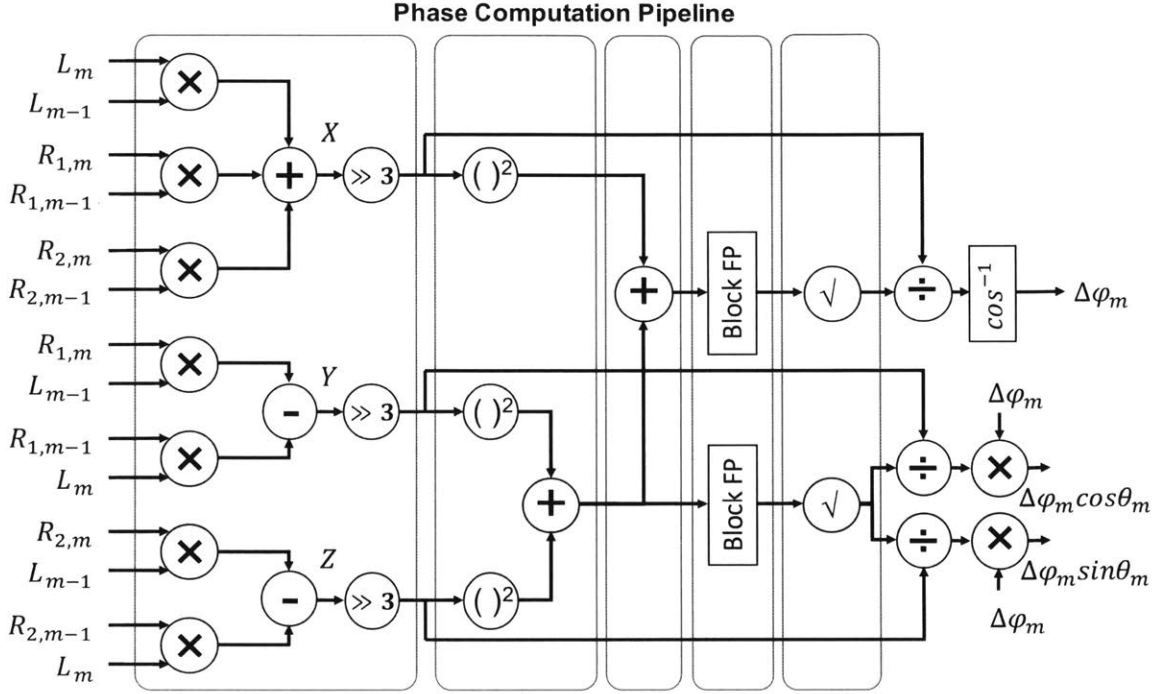 Phase Computation Pipeline
L_m
L_{m-1}
R_{1,m}
R_{1,m-1}
R_{2,m}
R_{2,m-1}
R_{1,m}
L_{m-1}
R_{1,m-1}
L_m
R_{2,m}
L_{m-1}
R_{2,m-1}
L_m
×
×
×
×
×
×
×
+
-
-
X
≫ 3
Y
≫ 3
Z
≫ 3
( )²
( )²
( )²
+
+
Block FP
Block FP
√
√
÷
÷
÷
cos⁻¹
Δφ_m
Δφ_m
×
Δφ_m cosθ_m
×
Δφ_m sinθ_m
Δφ_m